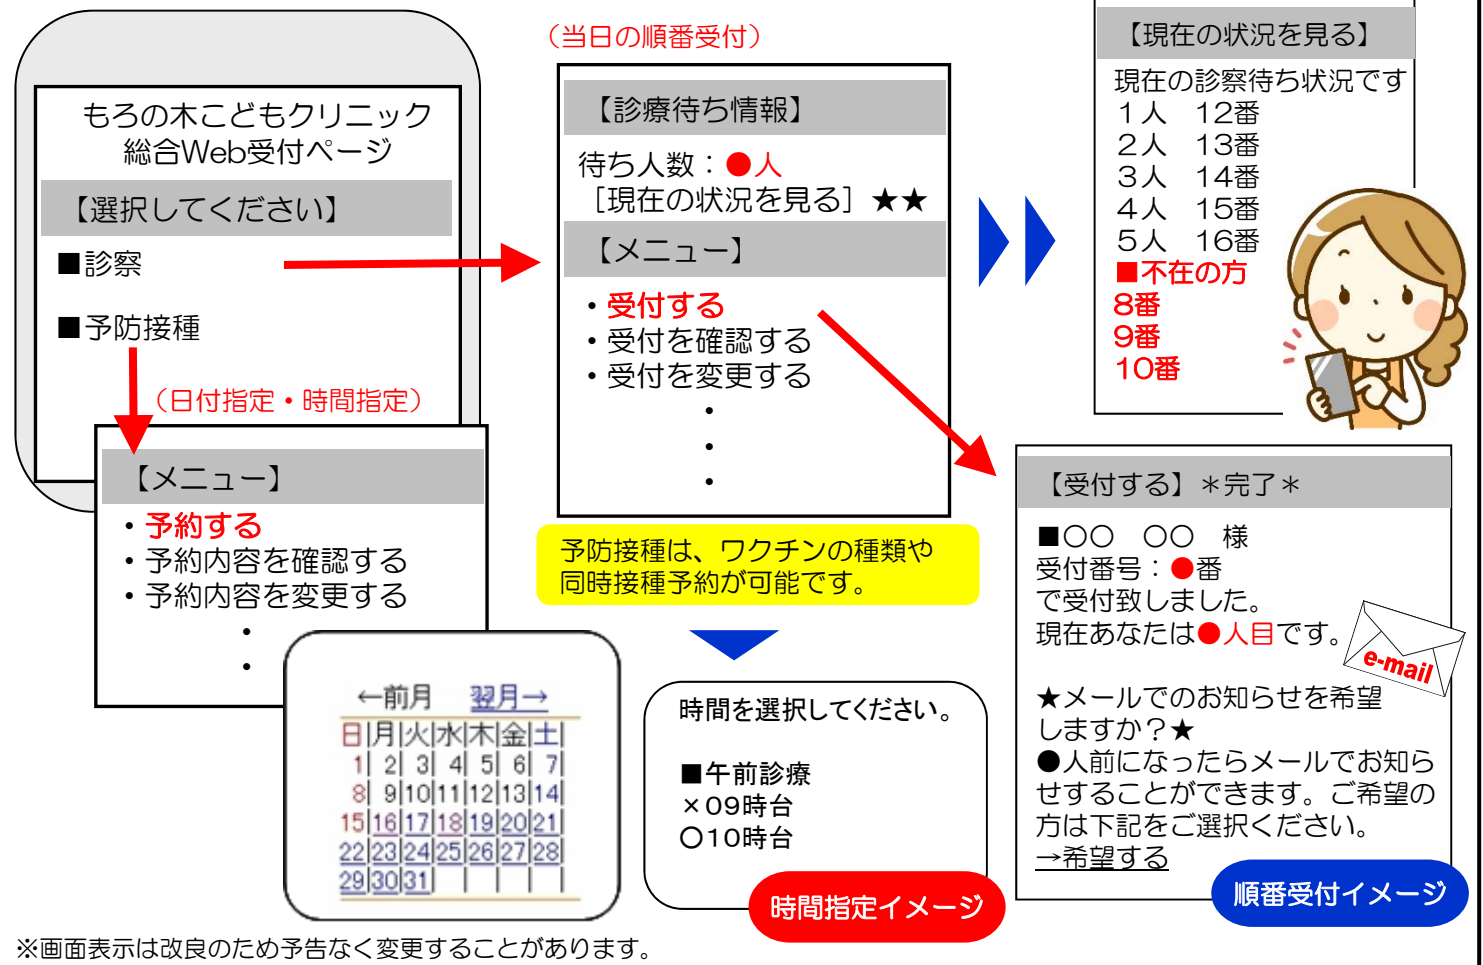 もろの木こどもクリニック
総合Web受付ページ
【選択してください】
■診察
■予防接種
（日付指定・時間指定）
【メニュー】
・予約する
・予約内容を確認する
・予約内容を変更する
・
・
←前月 翌月→
日|月|火|水|木|金|土
1| 2| 3| 4| 5| 6| 7
8| 9|10|11|12|13|14
15|16|17|18|19|20|21
22|23|24|25|26|27|28
29|30|31| | | |
（当日の順番受付）
【診療待ち情報】
待ち人数：●人
［現在の状況を見る］★★
【メニュー】
・受付する
・受付を確認する
・受付を変更する
・
・
・
予防接種は、ワクチンの種類や
同時接種予約が可能です。
時間を選択してください。
■午前診療
×09時台
○10時台
時間指定イメージ
【現在の状況を見る】
現在の診察待ち状況です
1人 12番
2人 13番
3人 14番
4人 15番
5人 16番
■不在の方
8番
9番
10番
【受付する】＊完了＊
■○○ ○○ 様
受付番号：●番
で受付致しました。
現在あなたは●人目です。
e-mail
★メールでのお知らせを希望
しますか？★
●人前になったらメールでお知ら
せすることができます。ご希望の
方は下記をご選択ください。
→希望する
順番受付イメージ
※画面表示は改良のため予告なく変更することがあります。